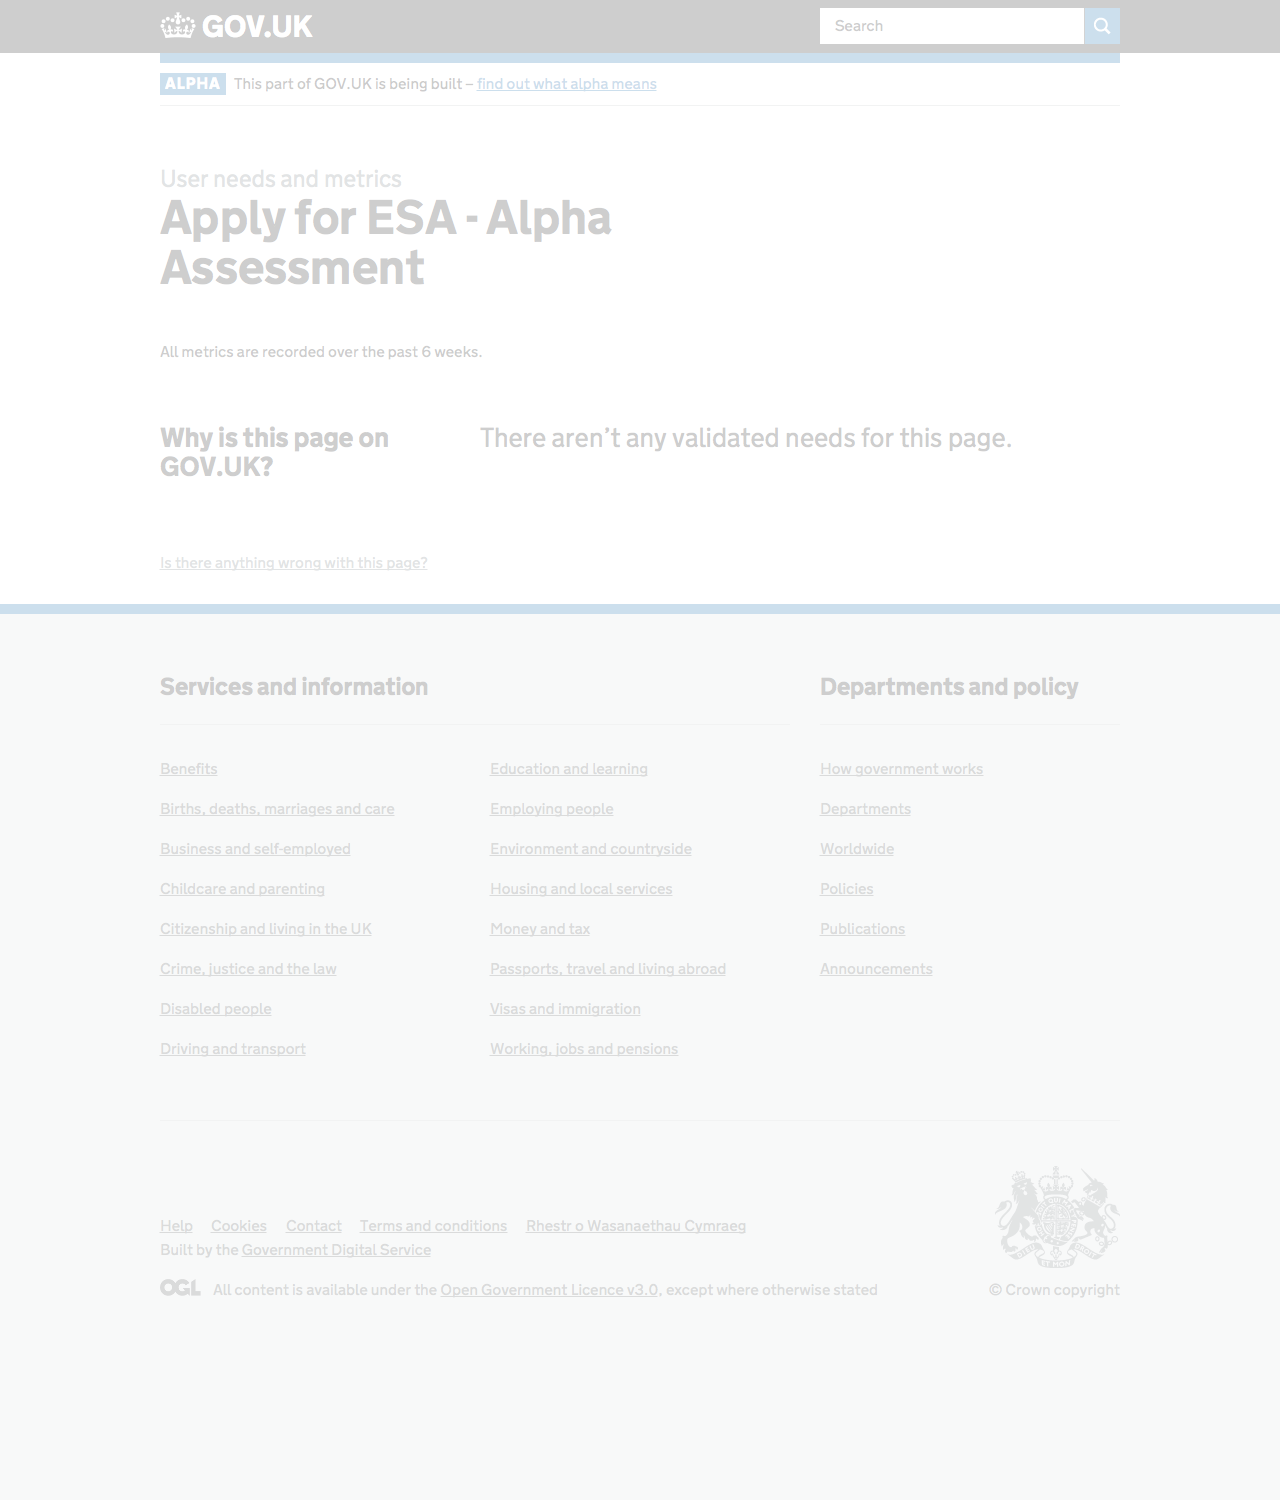 GOV.UK
Search
ALPHA This part of GOV.UK is being built – find out what alpha means
User needs and metrics
Apply for ESA - Alpha
Assessment
All metrics are recorded over the past 6 weeks.
Why is this page on
GOV.UK?
There aren’t any validated needs for this page.
Is there anything wrong with this page?
Services and information
Benefits
Births, deaths, marriages and care
Business and self-employed
Childcare and parenting
Citizenship and living in the UK
Crime, justice and the law
Disabled people
Driving and transport
Education and learning
Employing people
Environment and countryside
Housing and local services
Money and tax
Passports, travel and living abroad
Visas and immigration
Working, jobs and pensions
Departments and policy
How government works
Departments
Worldwide
Policies
Publications
Announcements
Help Cookies Contact Terms and conditions Rhestr o Wasanaethau Cymraeg
Built by the Government Digital Service
OGL All content is available under the Open Government Licence v3.0, except where otherwise stated
© Crown copyright